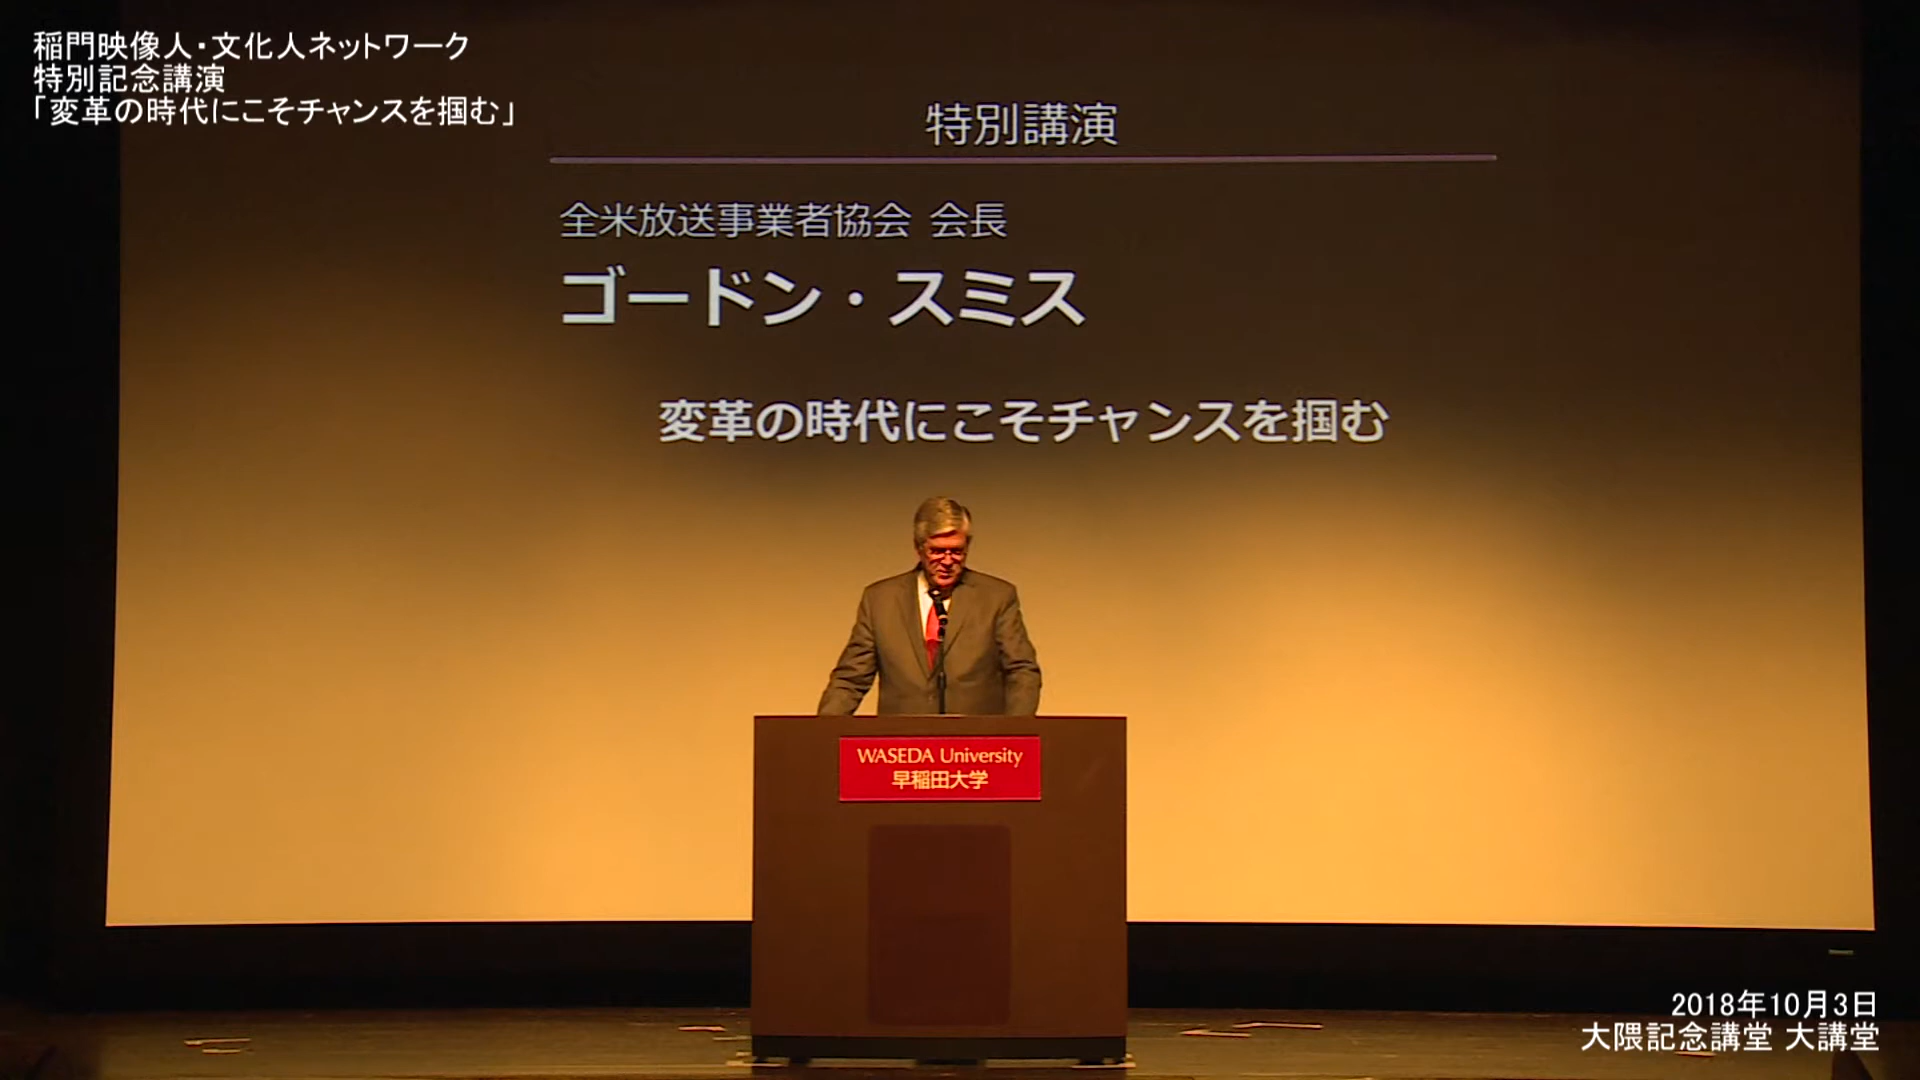 稲門映像人・文化人ネットワーク
特別記念講演
「変革の時代にこそチャンスを掴む」
特別講演
全米放送事業者協会 会長
ゴードン・スミス
変革の時代にこそチャンスを掴む
WASEDA University
早稲田大学
2018年10月3日
大隈記念講堂 大講堂